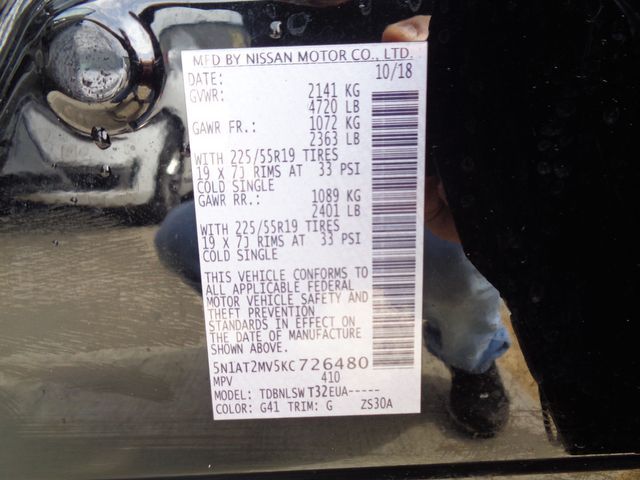 MFD BY NISSAN MOTOR CO., LTD.
DATE: 10/18
GVWR: 2141 KG
4720 LB
GAWR FR.: 1072 KG
2363 LB
WITH 225/55R19 TIRES
19 X 7J RIMS AT 33 PSI
COLD SINGLE
GAWR RR.: 1089 KG
2401 LB
WITH 225/55R19 TIRES
19 X 7J RIMS AT 33 PSI
COLD SINGLE
THIS VEHICLE CONFORMS TO
ALL APPLICABLE FEDERAL
MOTOR VEHICLE SAFETY AND
THEFT PREVENTION
STANDARDS IN EFFECT ON
THE DATE OF MANUFACTURE
SHOWN ABOVE.
5N1AT2MV5KC726480
MPV 410
MODEL: TDBNLSWT32EUA-----
COLOR: G41 TRIM: G ZS30A